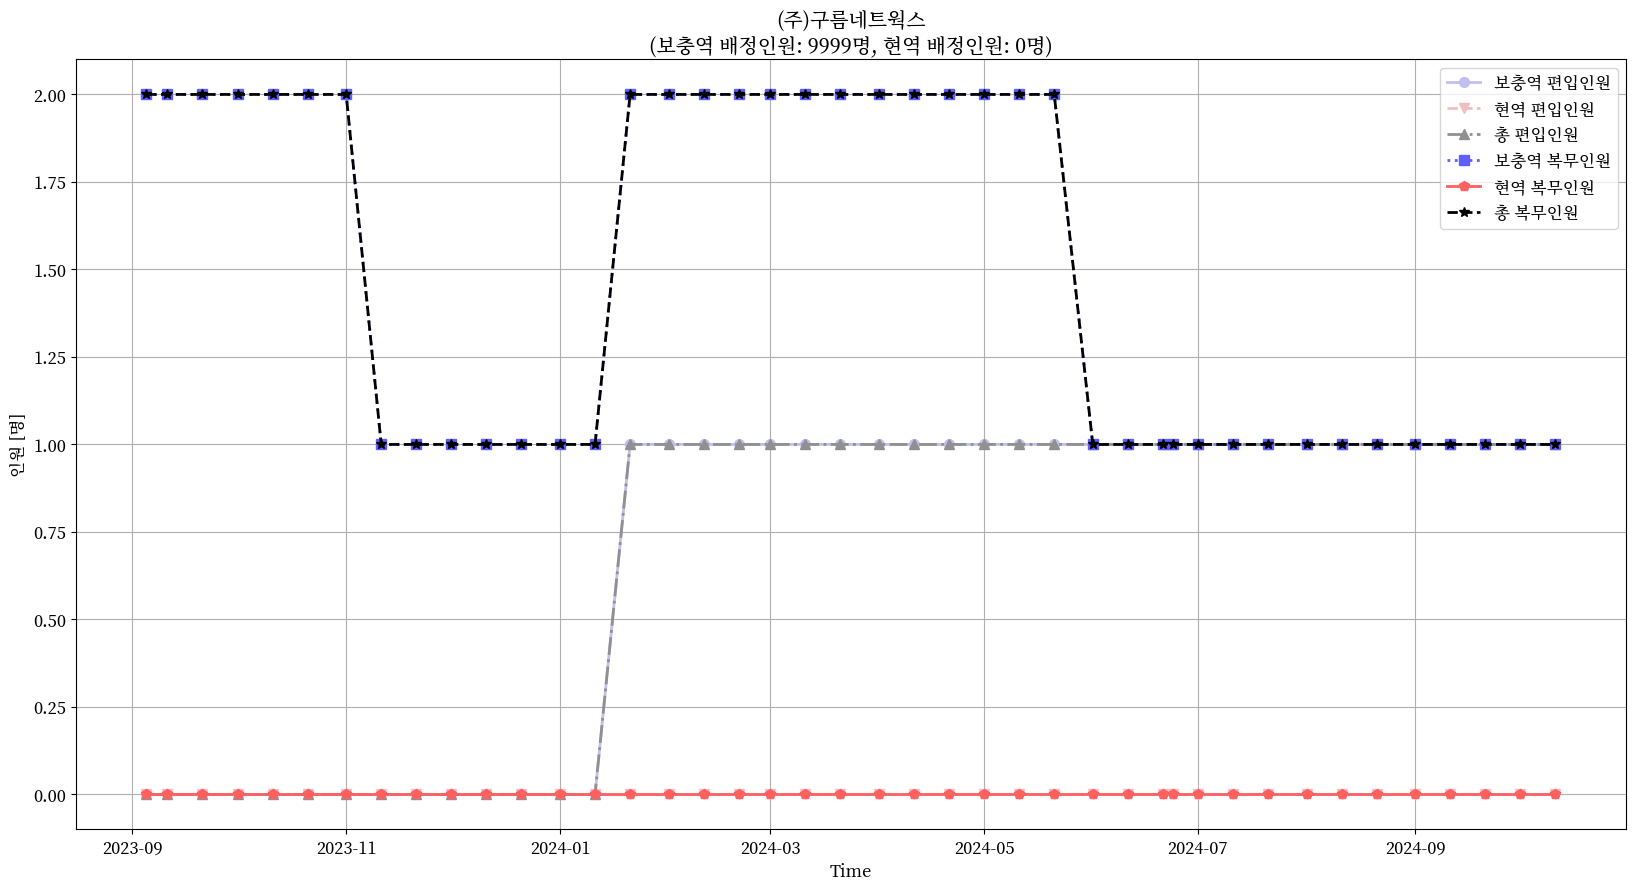 (주)구름네트웍스
(보충역 배정인원: 9999명, 현역 배정인원: 0명)
보충역 편입인원
현역 편입인원
총 편입인원
보충역 복무인원
현역 복무인원
총 복무인원
인원 [명]
2.00
1.75
1.50
1.25
1.00
0.75
0.50
0.25
0.00
2023-09
2023-11
2024-01
2024-03
2024-05
2024-07
2024-09
Time